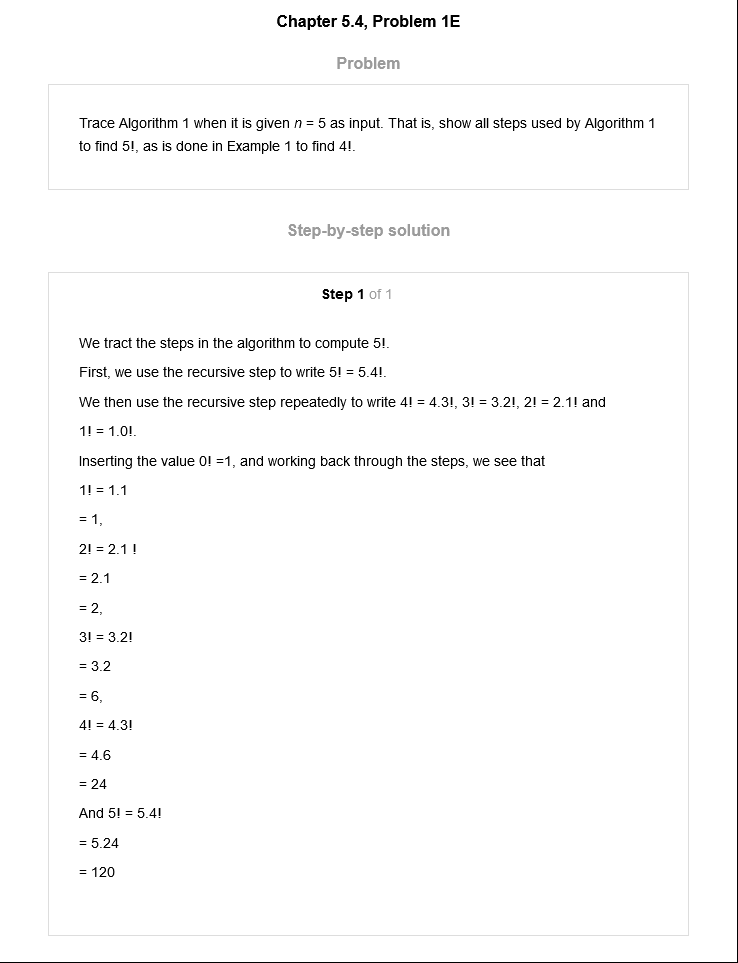 Chapter 5.4, Problem 1E
Problem
Trace Algorithm 1 when it is given n = 5 as input. That is, show all steps used by Algorithm 1
to find 5!, as is done in Example 1 to find 4!.
Step-by-step solution
Step 1 of 1
We tract the steps in the algorithm to compute 5!.
First, we use the recursive step to write 5! = 5.4!.
We then use the recursive step repeatedly to write 4! = 4.3!, 3! = 3.2!, 2! = 2.1! and
1! = 1.0!.
Inserting the value 0! =1, and working back through the steps, we see that
1! = 1.1
= 1,
2! = 2.1 !
= 2.1
= 2,
3! = 3.2!
= 3.2
= 6,
4! = 4.3!
= 4.6
= 24
And 5! = 5.4!
= 5.24
= 120